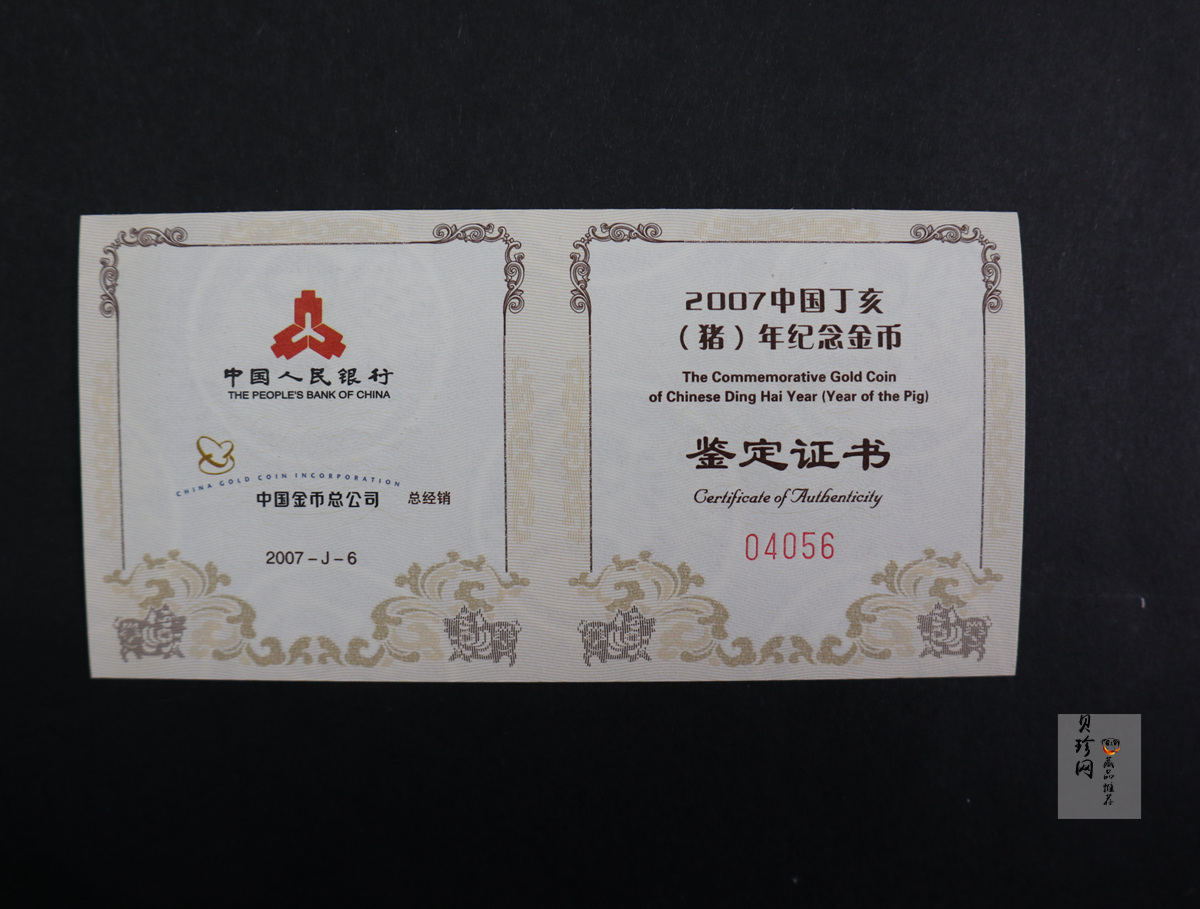 中国人民银行
THE PEOPLE'S BANK OF CHINA
CHINA GOLD COIN INCORPORATION
中国金币总公司 总经销
2007-J-6
2007中国丁亥
（猪）年纪念金币
The Commemorative Gold Coin
of Chinese Ding Hai Year (Year of the Pig)
鉴定证书
Certificate of Authenticity
04056
贝珍网
藏品推荐